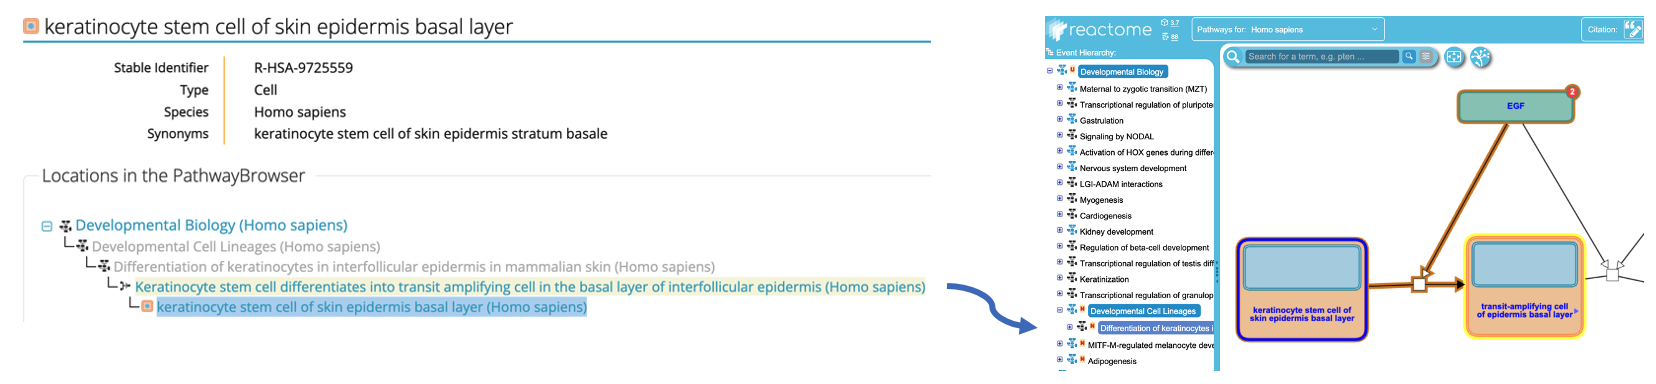 keratinocyte stem cell of skin epidermis basal layer
Stable Identifier R-HSA-9725559
Type Cell
Species Homo sapiens
Synonyms keratinocyte stem cell of skin epidermis stratum basale
Locations in the PathwayBrowser
Developmental Biology (Homo sapiens)
Developmental Cell Lineages (Homo sapiens)
Differentiation of keratinocytes in interfollicular epidermis in mammalian skin (Homo sapiens)
Keratinocyte stem cell differentiates into transit amplifying cell in the basal layer of interfollicular epidermis (Homo sapiens)
keratinocyte stem cell of skin epidermis basal layer (Homo sapiens)
reactome
3.7
88
Pathways for: Homo sapiens
Citation:
Event Hierarchy:
Search for a term, e.g. pten ...
U Developmental Biology
Maternal to zygotic transition (MZT)
Transcriptional regulation of pluripote
Gastrulation
Signaling by NODAL
Activation of HOX genes during differ
Nervous system development
LGI-ADAM interactions
Myogenesis
Cardiogenesis
Kidney development
Regulation of beta-cell development
Transcriptional regulation of testis diff
Keratinization
Transcriptional regulation of granulop
N Developmental Cell Lineages
N Differentiation of keratinocytes i
N MITF-M-regulated melanocyte deve
N Adipogenesis
EGF
2
keratinocyte stem cell of
skin epidermis basal layer
transit-amplifying cell
of epidermis basal layer